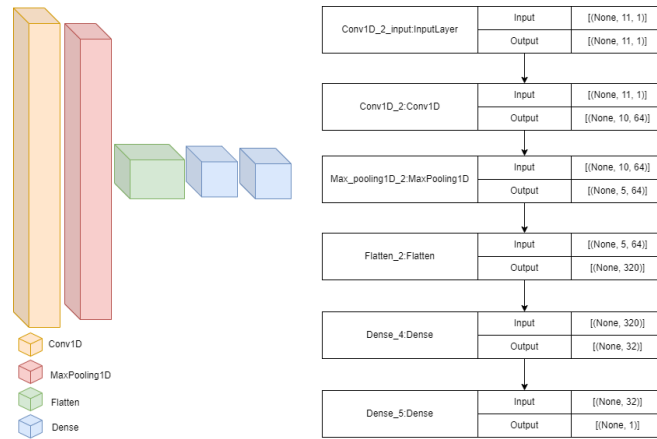 Conv1D
MaxPooling1D
Flatten
Dense
Conv1D_2_input:InputLayer
Input
[(None, 11, 1)]
Output
[(None, 11, 1)]
Conv1D_2:Conv1D
Input
[(None, 11, 1)]
Output
[(None, 10, 64)]
Max_pooling1D_2:MaxPooling1D
Input
[(None, 10, 64)]
Output
[(None, 5, 64)]
Flatten_2:Flatten
Input
[(None, 5, 64)]
Output
[(None, 320)]
Dense_4:Dense
Input
[(None, 320)]
Output
[(None, 32)]
Dense_5:Dense
Input
[(None, 32)]
Output
[(None, 1)]